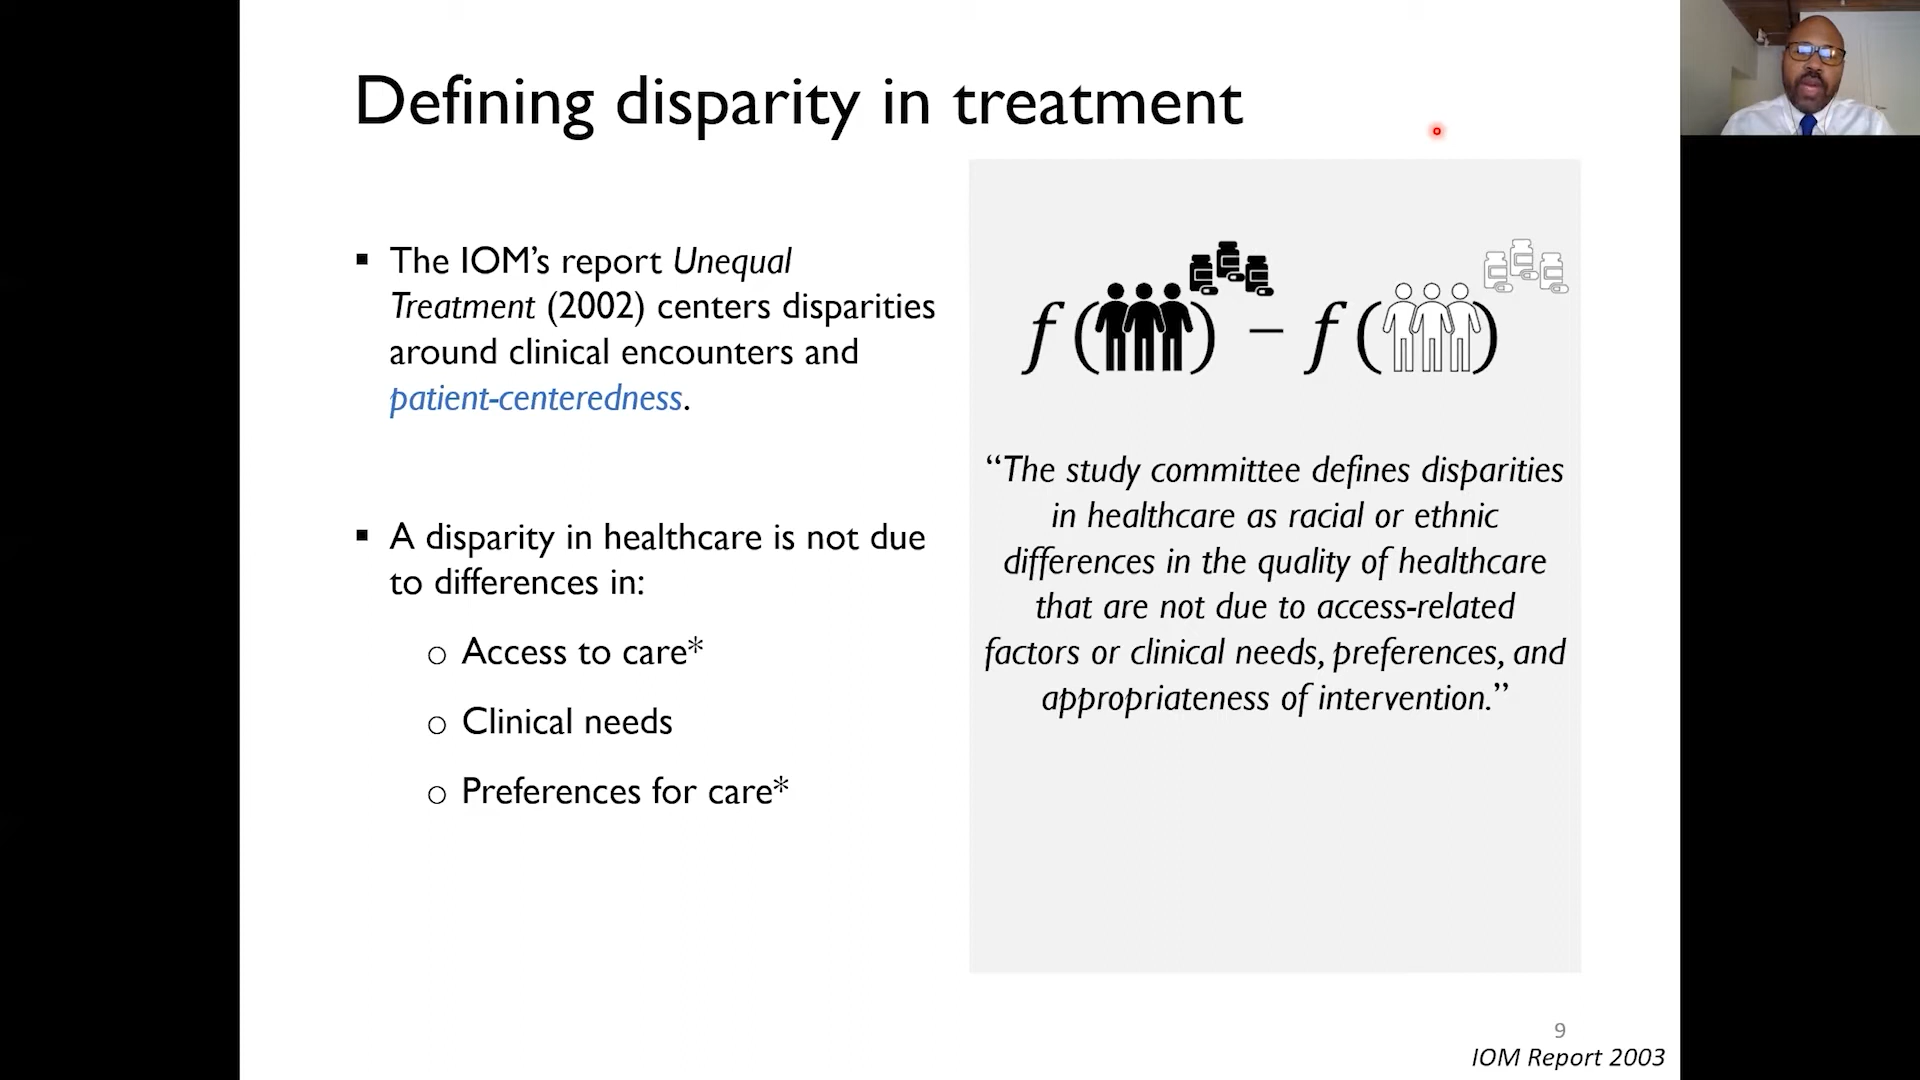 Defining disparity in treatment
▪ The IOM’s report Unequal
Treatment (2002) centers disparities
around clinical encounters and
patient-centeredness.
▪ A disparity in healthcare is not due
to differences in:
o Access to care*
o Clinical needs
o Preferences for care*
f ( ) – f ( )
“The study committee defines disparities
in healthcare as racial or ethnic
differences in the quality of healthcare
that are not due to access-related
factors or clinical needs, preferences, and
appropriateness of intervention.”
9
IOM Report 2003